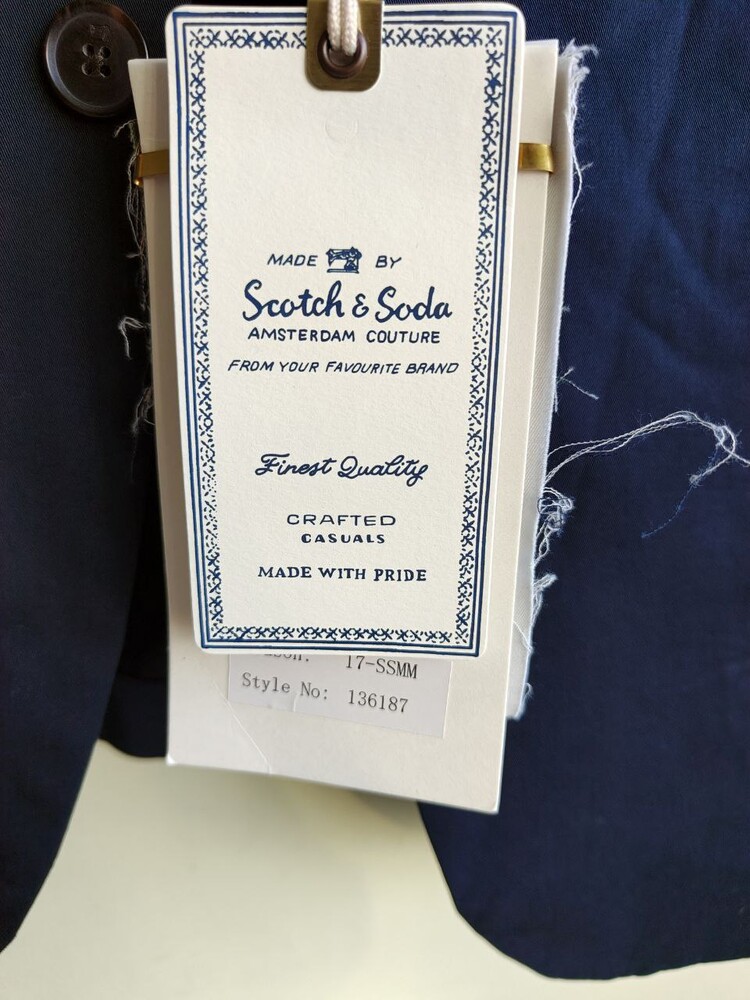 MADE BY
Scotch & Soda
AMSTERDAM COUTURE
FROM YOUR FAVOURITE BRAND
Finest Quality
CRAFTED
CASUALS
MADE WITH PRIDE
17-SSMM
Style No: 136187